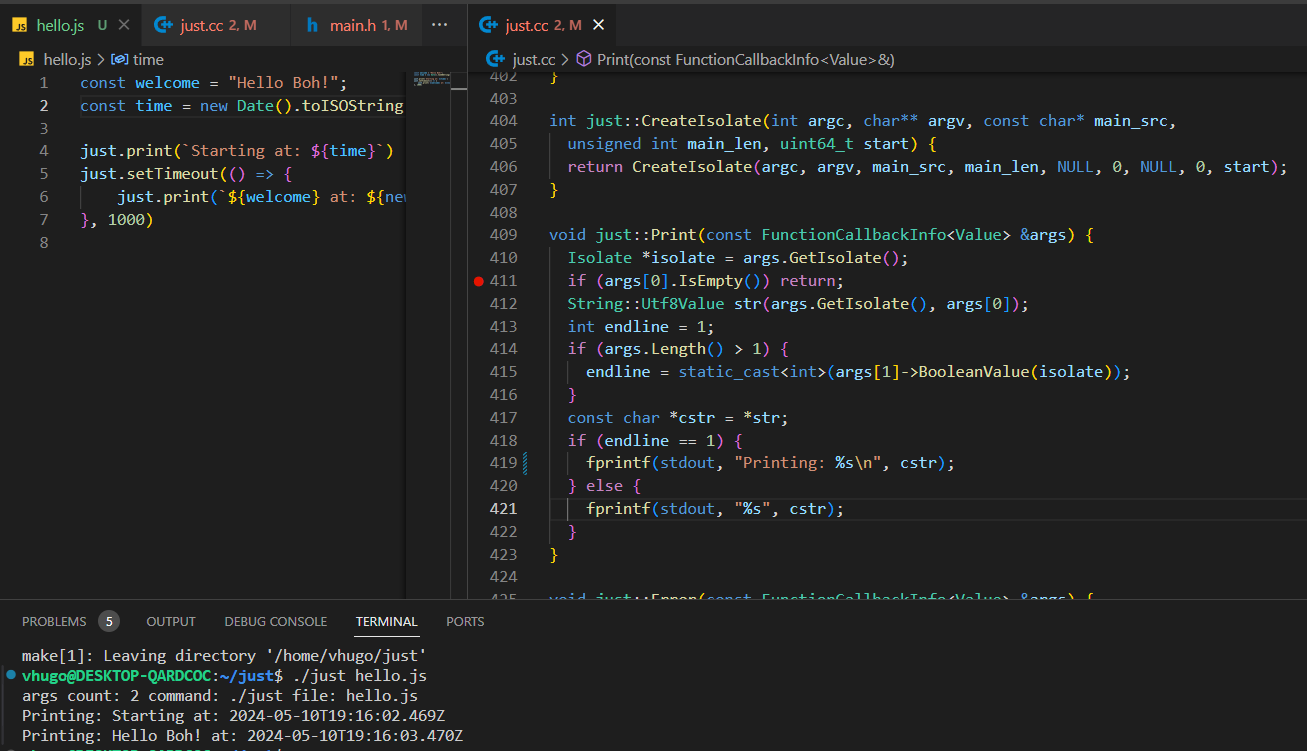 JS hello.js U
just.cc 2, M
h main.h 1, M
JS hello.js > time
1 const welcome = "Hello Boh!";
2 const time = new Date().toISOString
3
4 just.print(`Starting at: ${time}`)
5 just.setTimeout(() => {
6 just.print(`${welcome} at: ${new
7 }, 1000)
8
just.cc 2, M
just.cc > Print(const FunctionCallbackInfo<Value>&)
402 }
403
404 int just::CreateIsolate(int argc, char** argv, const char* main_src,
405 unsigned int main_len, uint64_t start) {
406 return CreateIsolate(argc, argv, main_src, main_len, NULL, 0, NULL, 0, start);
407 }
408
409 void just::Print(const FunctionCallbackInfo<Value> &args) {
410 Isolate *isolate = args.GetIsolate();
411 if (args[0].IsEmpty()) return;
412 String::Utf8Value str(args.GetIsolate(), args[0]);
413 int endline = 1;
414 if (args.Length() > 1) {
415 endline = static_cast<int>(args[1]->BooleanValue(isolate));
416 }
417 const char *cstr = *str;
418 if (endline == 1) {
419 fprintf(stdout, "Printing: %s\n", cstr);
420 } else {
421 fprintf(stdout, "%s", cstr);
422 }
423 }
424
425 void just::Error(const FunctionCallbackInfo<Value> &args) {
PROBLEMS 5 OUTPUT DEBUG CONSOLE TERMINAL PORTS
make[1]: Leaving directory '/home/vhugo/just'
vhugo@DESKTOP-QARDCOC:~/just$ ./just hello.js
args count: 2 command: ./just file: hello.js
Printing: Starting at: 2024-05-10T19:16:02.469Z
Printing: Hello Boh! at: 2024-05-10T19:16:03.470Z